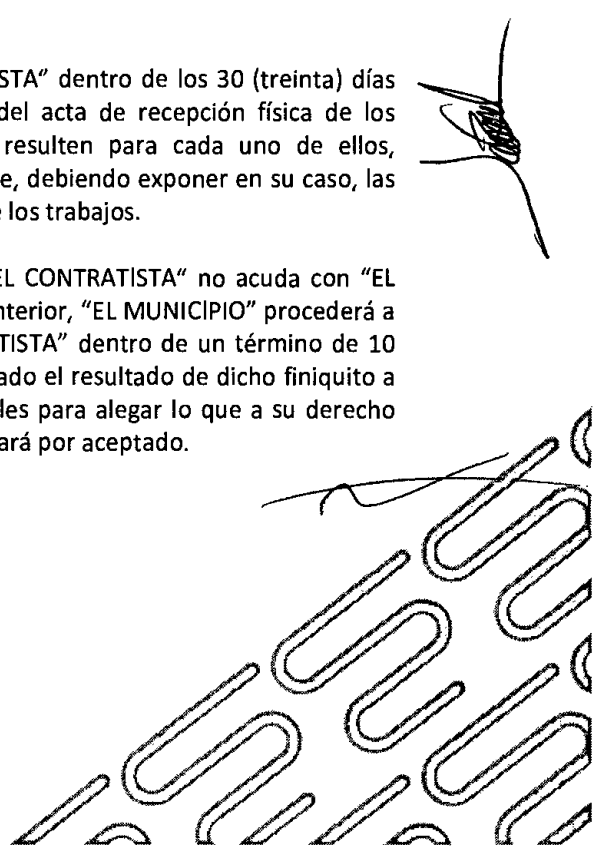 STA” dentro de los 30 (treinta) días
del acta de recepción física de los
resulten para cada uno de ellos,
e, debiendo exponer en su caso, las
e los trabajos.
EL CONTRATISTA“ no acuda con ”EL
nterior, “EL MUNICIPIO” procederá a
TISTA” dentro de un término de 10
ado el resultado de dicho finiquito a
les para alegar lo que a su derecho
ará por aceptado.